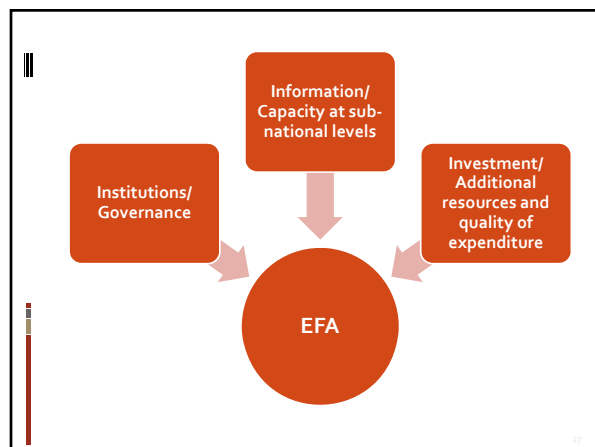 Information/
Capacity at sub-
national levels
Institutions/
Governance
Investment/
Additional
resources and
quality of
expenditure
EFA